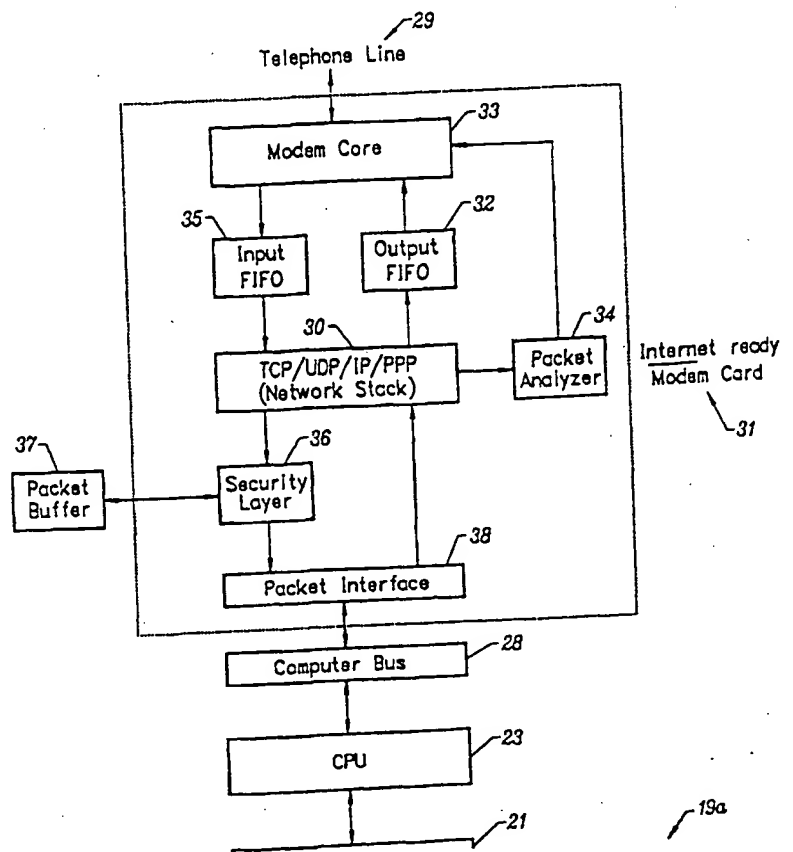 29
Telephone Line
33
Modem Core
35
32
Input
FIFO
Output
FIFO
30
34
TCP/UDP/IP/PPP
(Network Stack)
Packet
Analyzer
Internet ready
Modem Card
31
37
36
Packet
Buffer
Security
Layer
38
Packet Interface
28
Computer Bus
23
CPU
21
19a